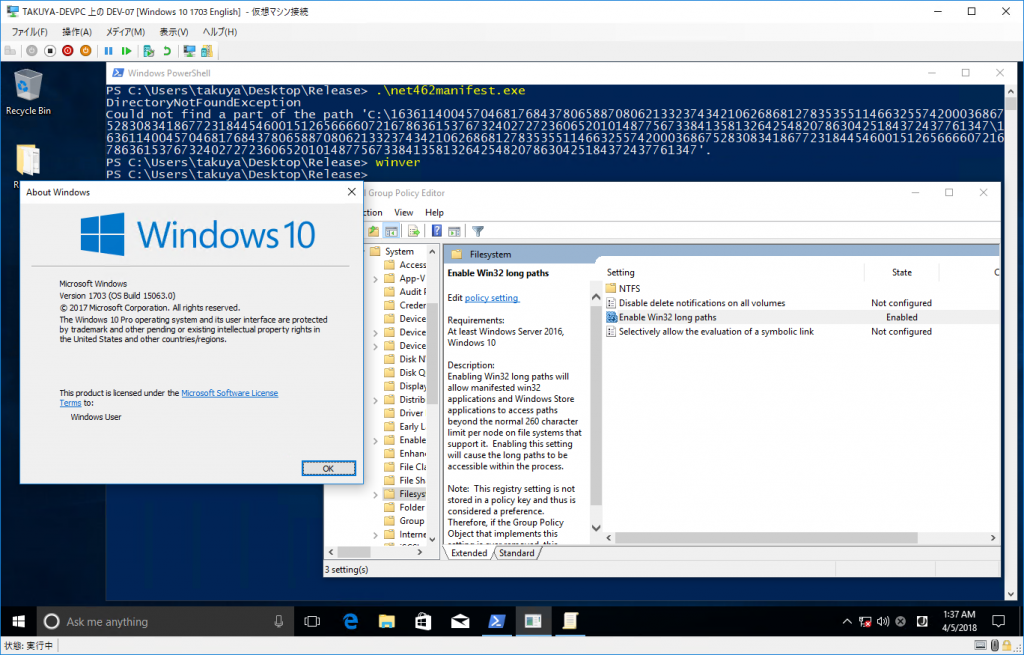 TAKUYA-DEVPC 上の DEV-07 [Windows 10 1703 English] - 仮想マシン接続
ファイル(F) 操作(A) メディア(M) 表示(V) ヘルプ(H)
Recycle Bin
Windows PowerShell
PS C:\Users\takuya\Desktop\Release> .\net462manifest.exe
DirectoryNotFoundException
Could not find a part of the path
PS C:\Users\takuya\Desktop\Release> winver
PS C:\Users\takuya\Desktop\Release>
About Windows
Windows 10
Microsoft Windows
Version 1703 (OS Build 15063.0)
© 2017 Microsoft Corporation. All rights reserved.
The Windows 10 Pro operating system and its user interface are protected
by trademark and other pending or existing intellectual property rights in
the United States and other countries/regions.
This product is licensed under the Microsoft Software License
Terms to:
Windows User
OK
Group Policy Editor
View Help
System
Access
App-V
Audit
Creder
Device
Device
Device
Disk N
Disk Q
Display
Distrib
Driver
Early L
Enable
Enhan
File Cla
File Sh
Filesyst
Folder
Group
Interne
Filesystem
Enable Win32 long paths
Edit policy setting.
Requirements:
At least Windows Server 2016,
Windows 10
Description:
Enabling Win32 long paths will
allow manifested win32
applications and Windows Store
applications to access paths
beyond the normal 260 character
limit per node on file systems that
support it. Enabling this setting
will cause the long paths to be
accessible within the process.
Note: This registry setting is not
stored in a policy key and thus is
considered a preference.
Therefore, if the Group Policy
Object that implements this
Setting State C
NTFS
Disable delete notifications on all volumes Not configured
Enable Win32 long paths Enabled
Selectively allow the evaluation of a symbolic link Not configured
Extended Standard
3 setting(s)
Ask me anything
1:37 AM
4/5/2018
状態: 実行中